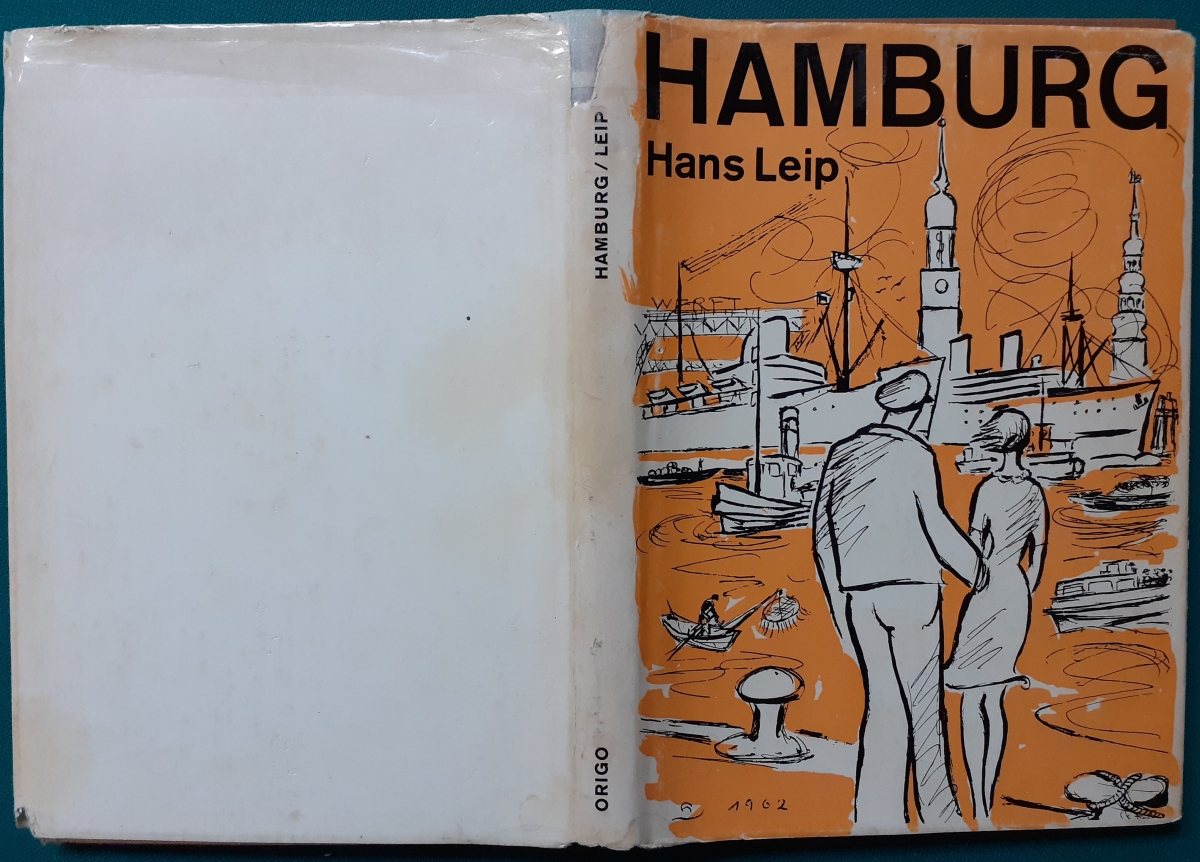 HAMBURG
Hans Leip
WERFT
1962
HAMBURG / LEIP
ORIGO